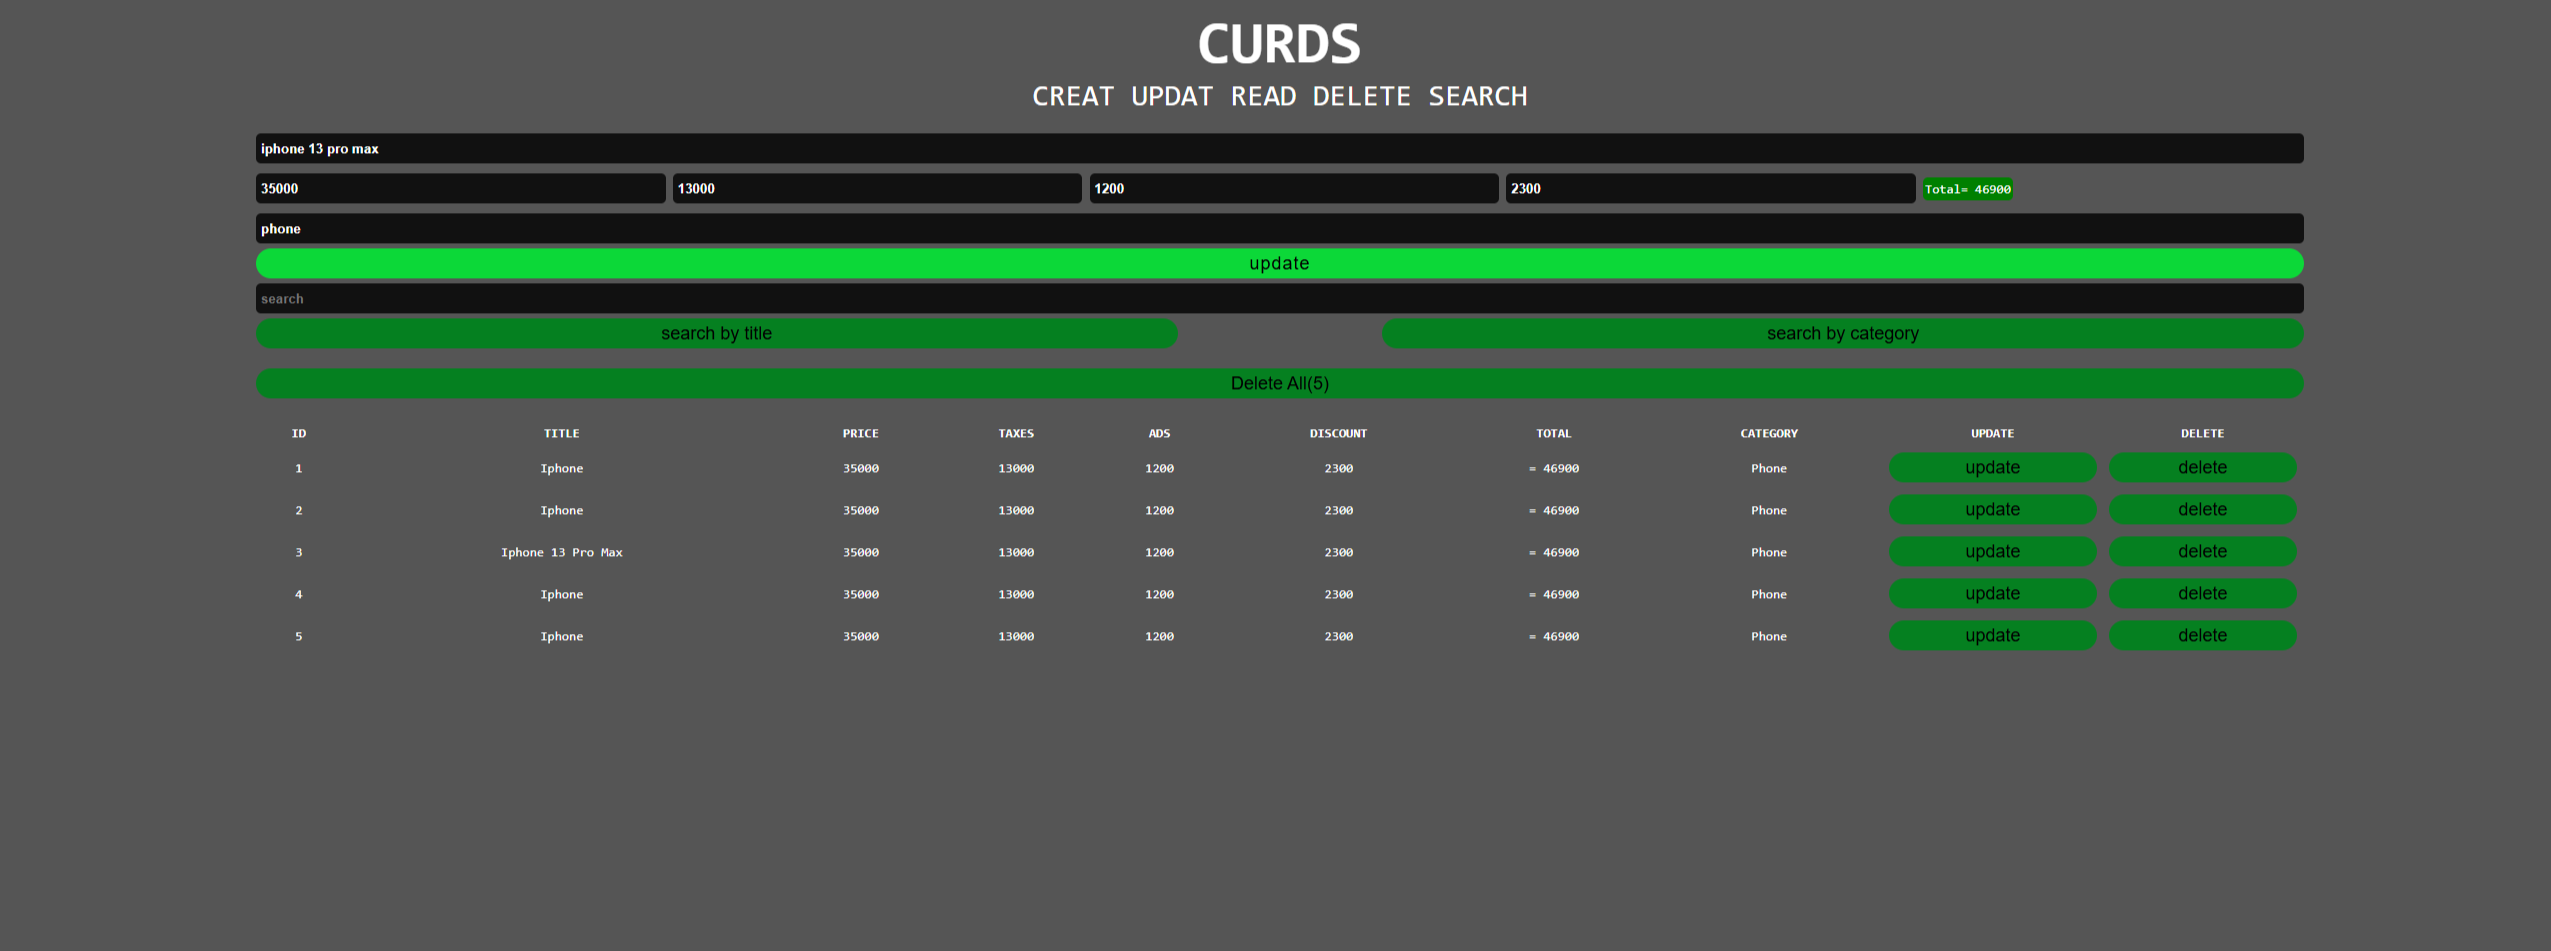 CURDS
CREAT UPDAT READ DELETE SEARCH
iphone 13 pro max
35000 13000 1200 2300 Total= 46900
phone
update
search
search by title search by category
Delete All(5)
ID TITLE PRICE TAXES ADS DISCOUNT TOTAL CATEGORY UPDATE DELETE
1 Iphone 35000 13000 1200 2300 = 46900 Phone update delete
2 Iphone 35000 13000 1200 2300 = 46900 Phone update delete
3 Iphone 13 Pro Max 35000 13000 1200 2300 = 46900 Phone update delete
4 Iphone 35000 13000 1200 2300 = 46900 Phone update delete
5 Iphone 35000 13000 1200 2300 = 46900 Phone update delete